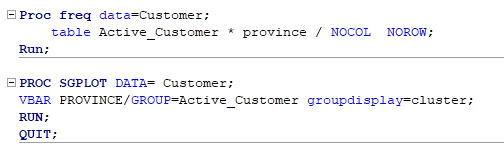 Proc freq data=Customer;
table Active_Customer * province / NOCOL NOROW;
Run;
PROC SGPLOT DATA= Customer;
VBAR PROVINCE/GROUP=Active_Customer groupdisplay=cluster;
RUN;
QUIT;